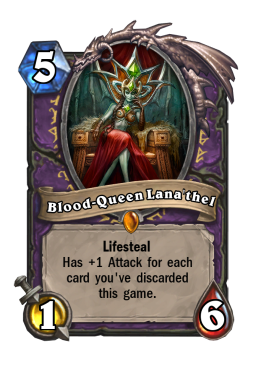 5
Blood-Queen Lana'thel
Lifesteal
Has +1 Attack for each
card you've discarded
this game.
1
6